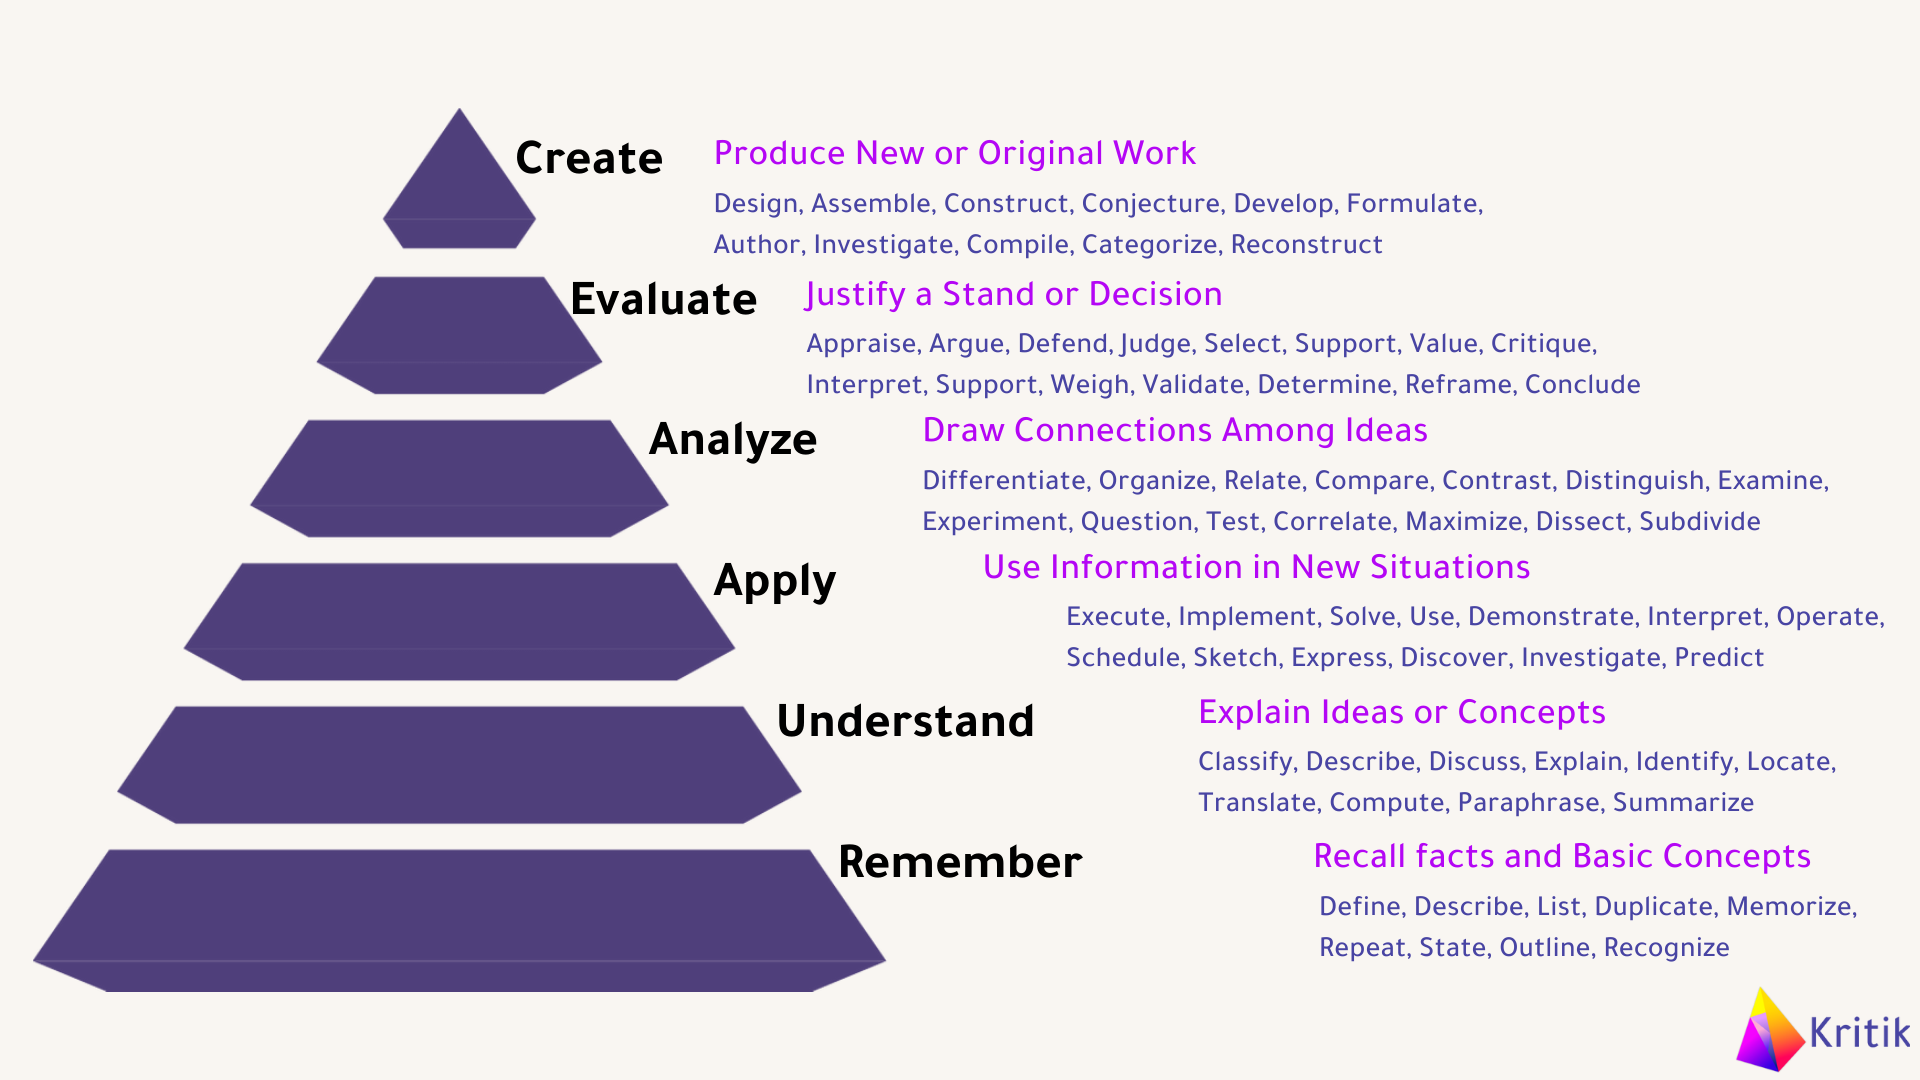 Create
Produce New or Original Work
Design, Assemble, Construct, Conjecture, Develop, Formulate,
Author, Investigate, Compile, Categorize, Reconstruct
Evaluate
Justify a Stand or Decision
Appraise, Argue, Defend, Judge, Select, Support, Value, Critique,
Interpret, Support, Weigh, Validate, Determine, Reframe, Conclude
Analyze
Draw Connections Among Ideas
Differentiate, Organize, Relate, Compare, Contrast, Distinguish, Examine,
Experiment, Question, Test, Correlate, Maximize, Dissect, Subdivide
Apply
Use Information in New Situations
Execute, Implement, Solve, Use, Demonstrate, Interpret, Operate,
Schedule, Sketch, Express, Discover, Investigate, Predict
Understand
Explain Ideas or Concepts
Classify, Describe, Discuss, Explain, Identify, Locate,
Translate, Compute, Paraphrase, Summarize
Remember
Recall facts and Basic Concepts
Define, Describe, List, Duplicate, Memorize,
Repeat, State, Outline, Recognize
Kritik